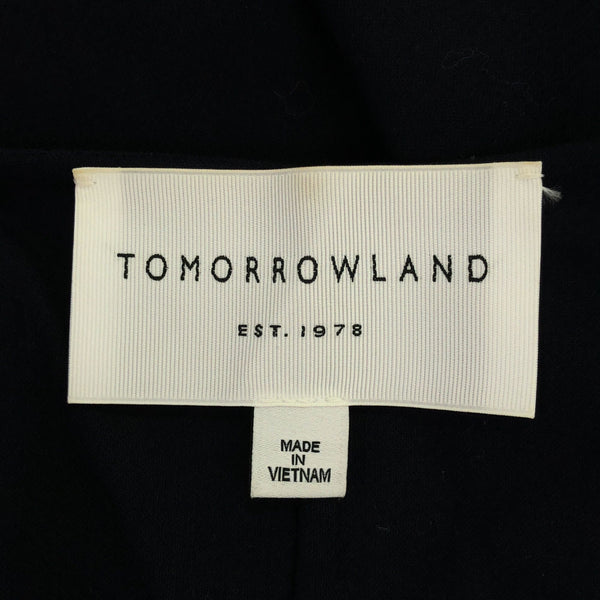 TOMORROWLAND
EST. 1978
MADE
IN
VIETNAM